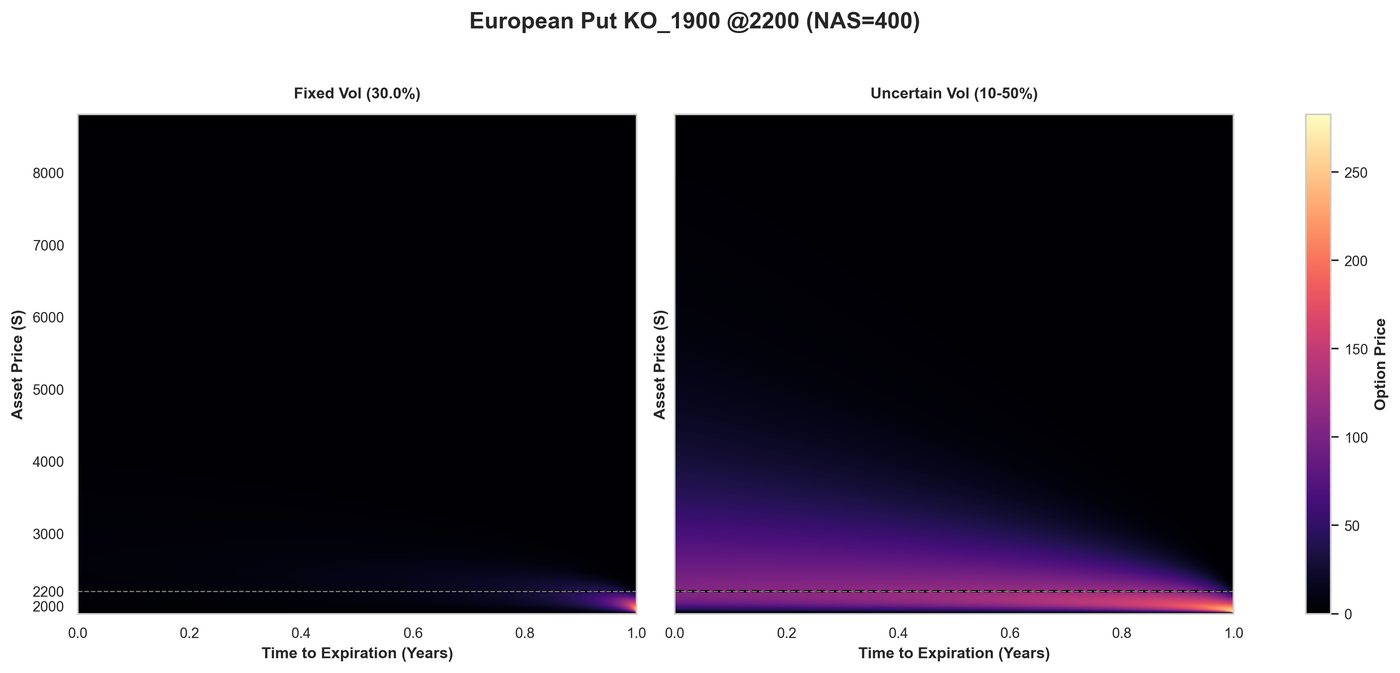 European Put KO_1900 @2200 (NAS=400)
Fixed Vol (30.0%)
Uncertain Vol (10-50%)
Asset Price (S)
8000
7000
6000
5000
4000
3000
2200
2000
0.0 0.2 0.4 0.6 0.8 1.0
Time to Expiration (Years)
Asset Price (S)
0.0 0.2 0.4 0.6 0.8 1.0
Time to Expiration (Years)
250
200
150
100
50
0
Option Price